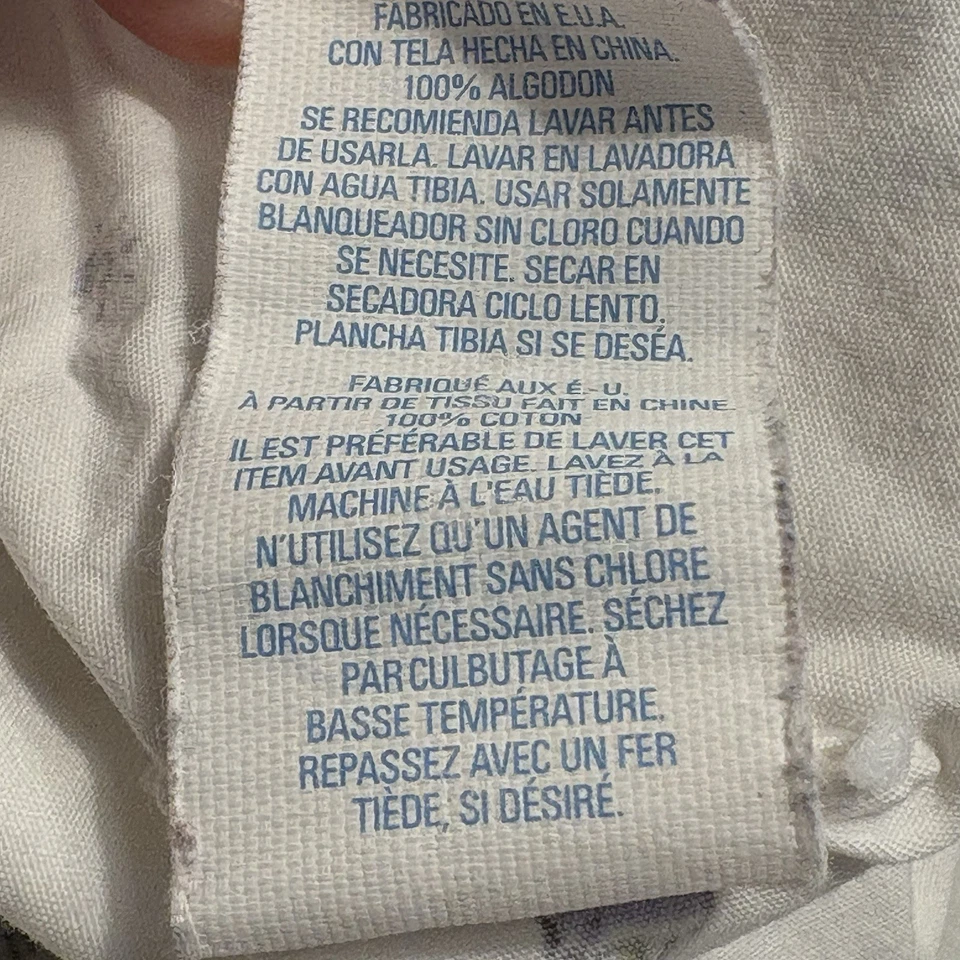 FABRICADO EN E.U.A.
CON TELA HECHA EN CHINA.
100% ALGODON
SE RECOMIENDA LAVAR ANTES
DE USARLA. LAVAR EN LAVADORA
CON AGUA TIBIA. USAR SOLAMENTE
BLANQUEADOR SIN CLORO CUANDO
SE NECESITE. SECAR EN
SECADORA CICLO LENTO.
PLANCHA TIBIA SI SE DESÉA.
FABRIQUÉ AUX É.-U.
À PARTIR DE TISSU FAIT EN CHINE
100% COTON
IL EST PRÉFÉRABLE DE LAVER CET
ITEM AVANT USAGE. LAVEZ À LA
MACHINE À L'EAU TIÈDE.
N'UTILISEZ QU'UN AGENT DE
BLANCHIMENT SANS CHLORE
LORSQUE NÉCESSAIRE. SÉCHEZ
PAR CULBUTAGE À
BASSE TEMPÉRATURE.
REPASSEZ AVEC UN FER
TIÈDE, SI DÉSIRÉ.